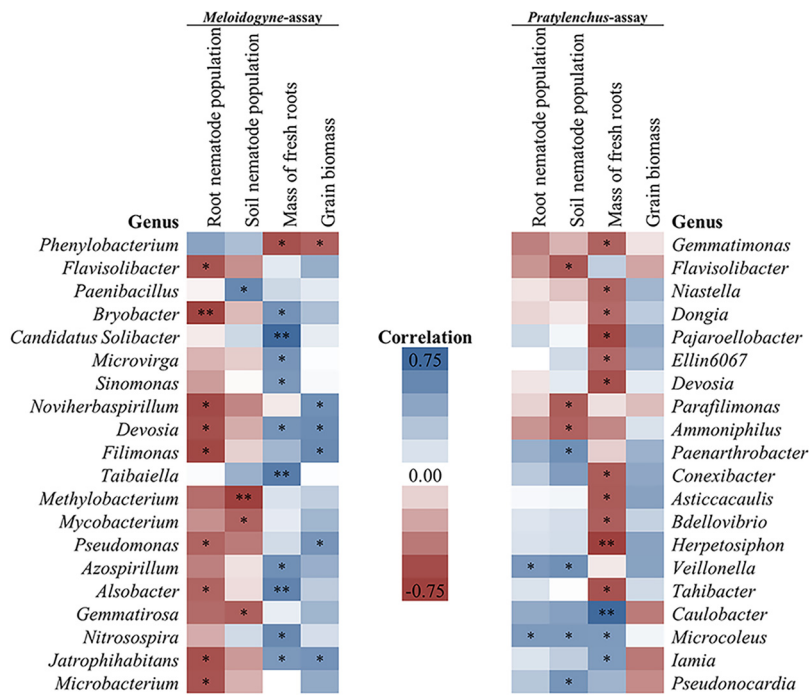 Meloidogyne-assay
Pratylenchus-assay
Root nematode population
Soil nematode population
Mass of fresh roots
Grain biomass
Root nematode population
Soil nematode population
Mass of fresh roots
Grain biomass
Genus
Genus
Phenylobacterium * * * Gemmatimonas
Flavisolibacter * * Flavisolibacter
Paenibacillus * * Niastella
Bryobacter ** * * Dongia
Candidatus Solibacter ** * Pajaroellobacter
Microvirga * * Ellin6067
Sinomonas * * Devosia
Noviherbaspirillum * * * Parafilimonas
Devosia * * * * Ammoniphilus
Filimonas * * * Paenarthrobacter
Taibaiella ** * Conexibacter
Methylobacterium ** * Asticcacaulis
Mycobacterium * * Bdellovibrio
Pseudomonas * * ** Herpetosiphon
Azospirillum * * * Veillonella
Alsobacter * ** * Tahibacter
Gemmatirosa * ** Caulobacter
Nitrosospira * * * * Microcoleus
Jatrophihabitans * * * * Iamia
Microbacterium * * Pseudonocardia
Correlation
0.75
0.00
-0.75